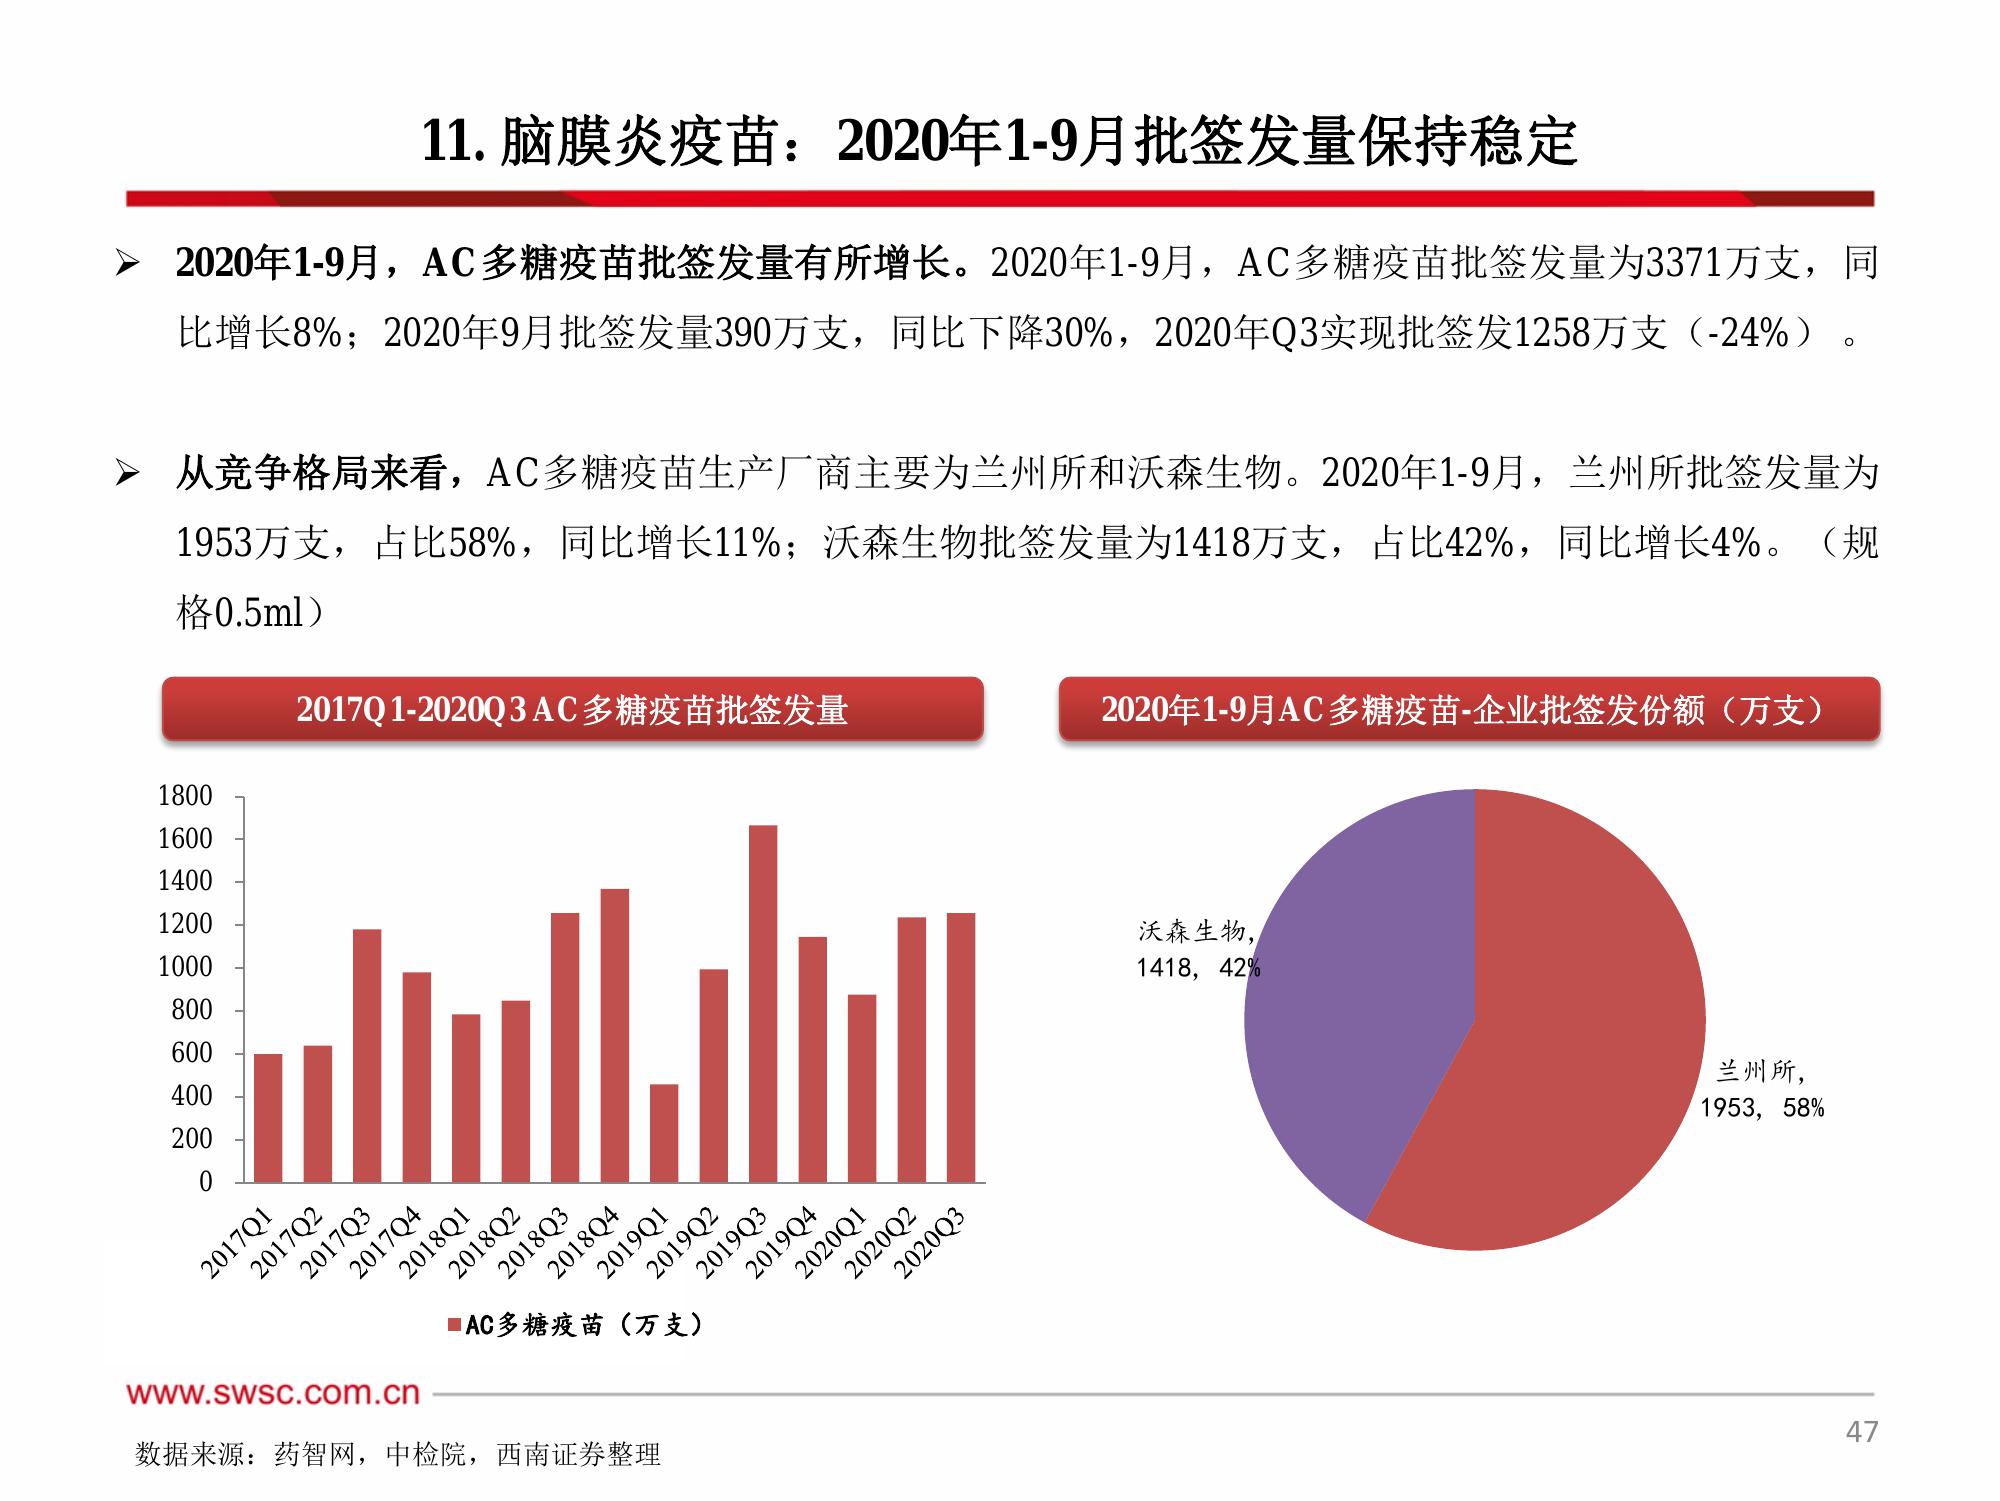 11. 脑膜炎疫苗：2020年1-9月批签发量保持稳定
➢ 2020年1-9月，AC多糖疫苗批签发量有所增长。2020年1-9月，AC多糖疫苗批签发量为3371万支，同
比增长8%；2020年9月批签发量390万支，同比下降30%，2020年Q3实现批签发1258万支（-24%） 。
➢ 从竞争格局来看，AC多糖疫苗生产厂商主要为兰州所和沃森生物。2020年1-9月，兰州所批签发量为
1953万支，占比58%，同比增长11%；沃森生物批签发量为1418万支，占比42%，同比增长4%。（规
格0.5ml）
2017Q1-2020Q3 AC多糖疫苗批签发量
1800
1600
1400
1200
1000
800
600
400
200
0
2017Q1
2017Q2
2017Q3
2017Q4
2018Q1
2018Q2
2018Q3
2018Q4
2019Q1
2019Q2
2019Q3
2019Q4
2020Q1
2020Q2
2020Q3
AC多糖疫苗（万支）
2020年1-9月AC多糖疫苗-企业批签发份额（万支）
沃森生物,
1418, 42%
兰州所,
1953, 58%
www.swsc.com.cn
47
数据来源：药智网，中检院，西南证券整理